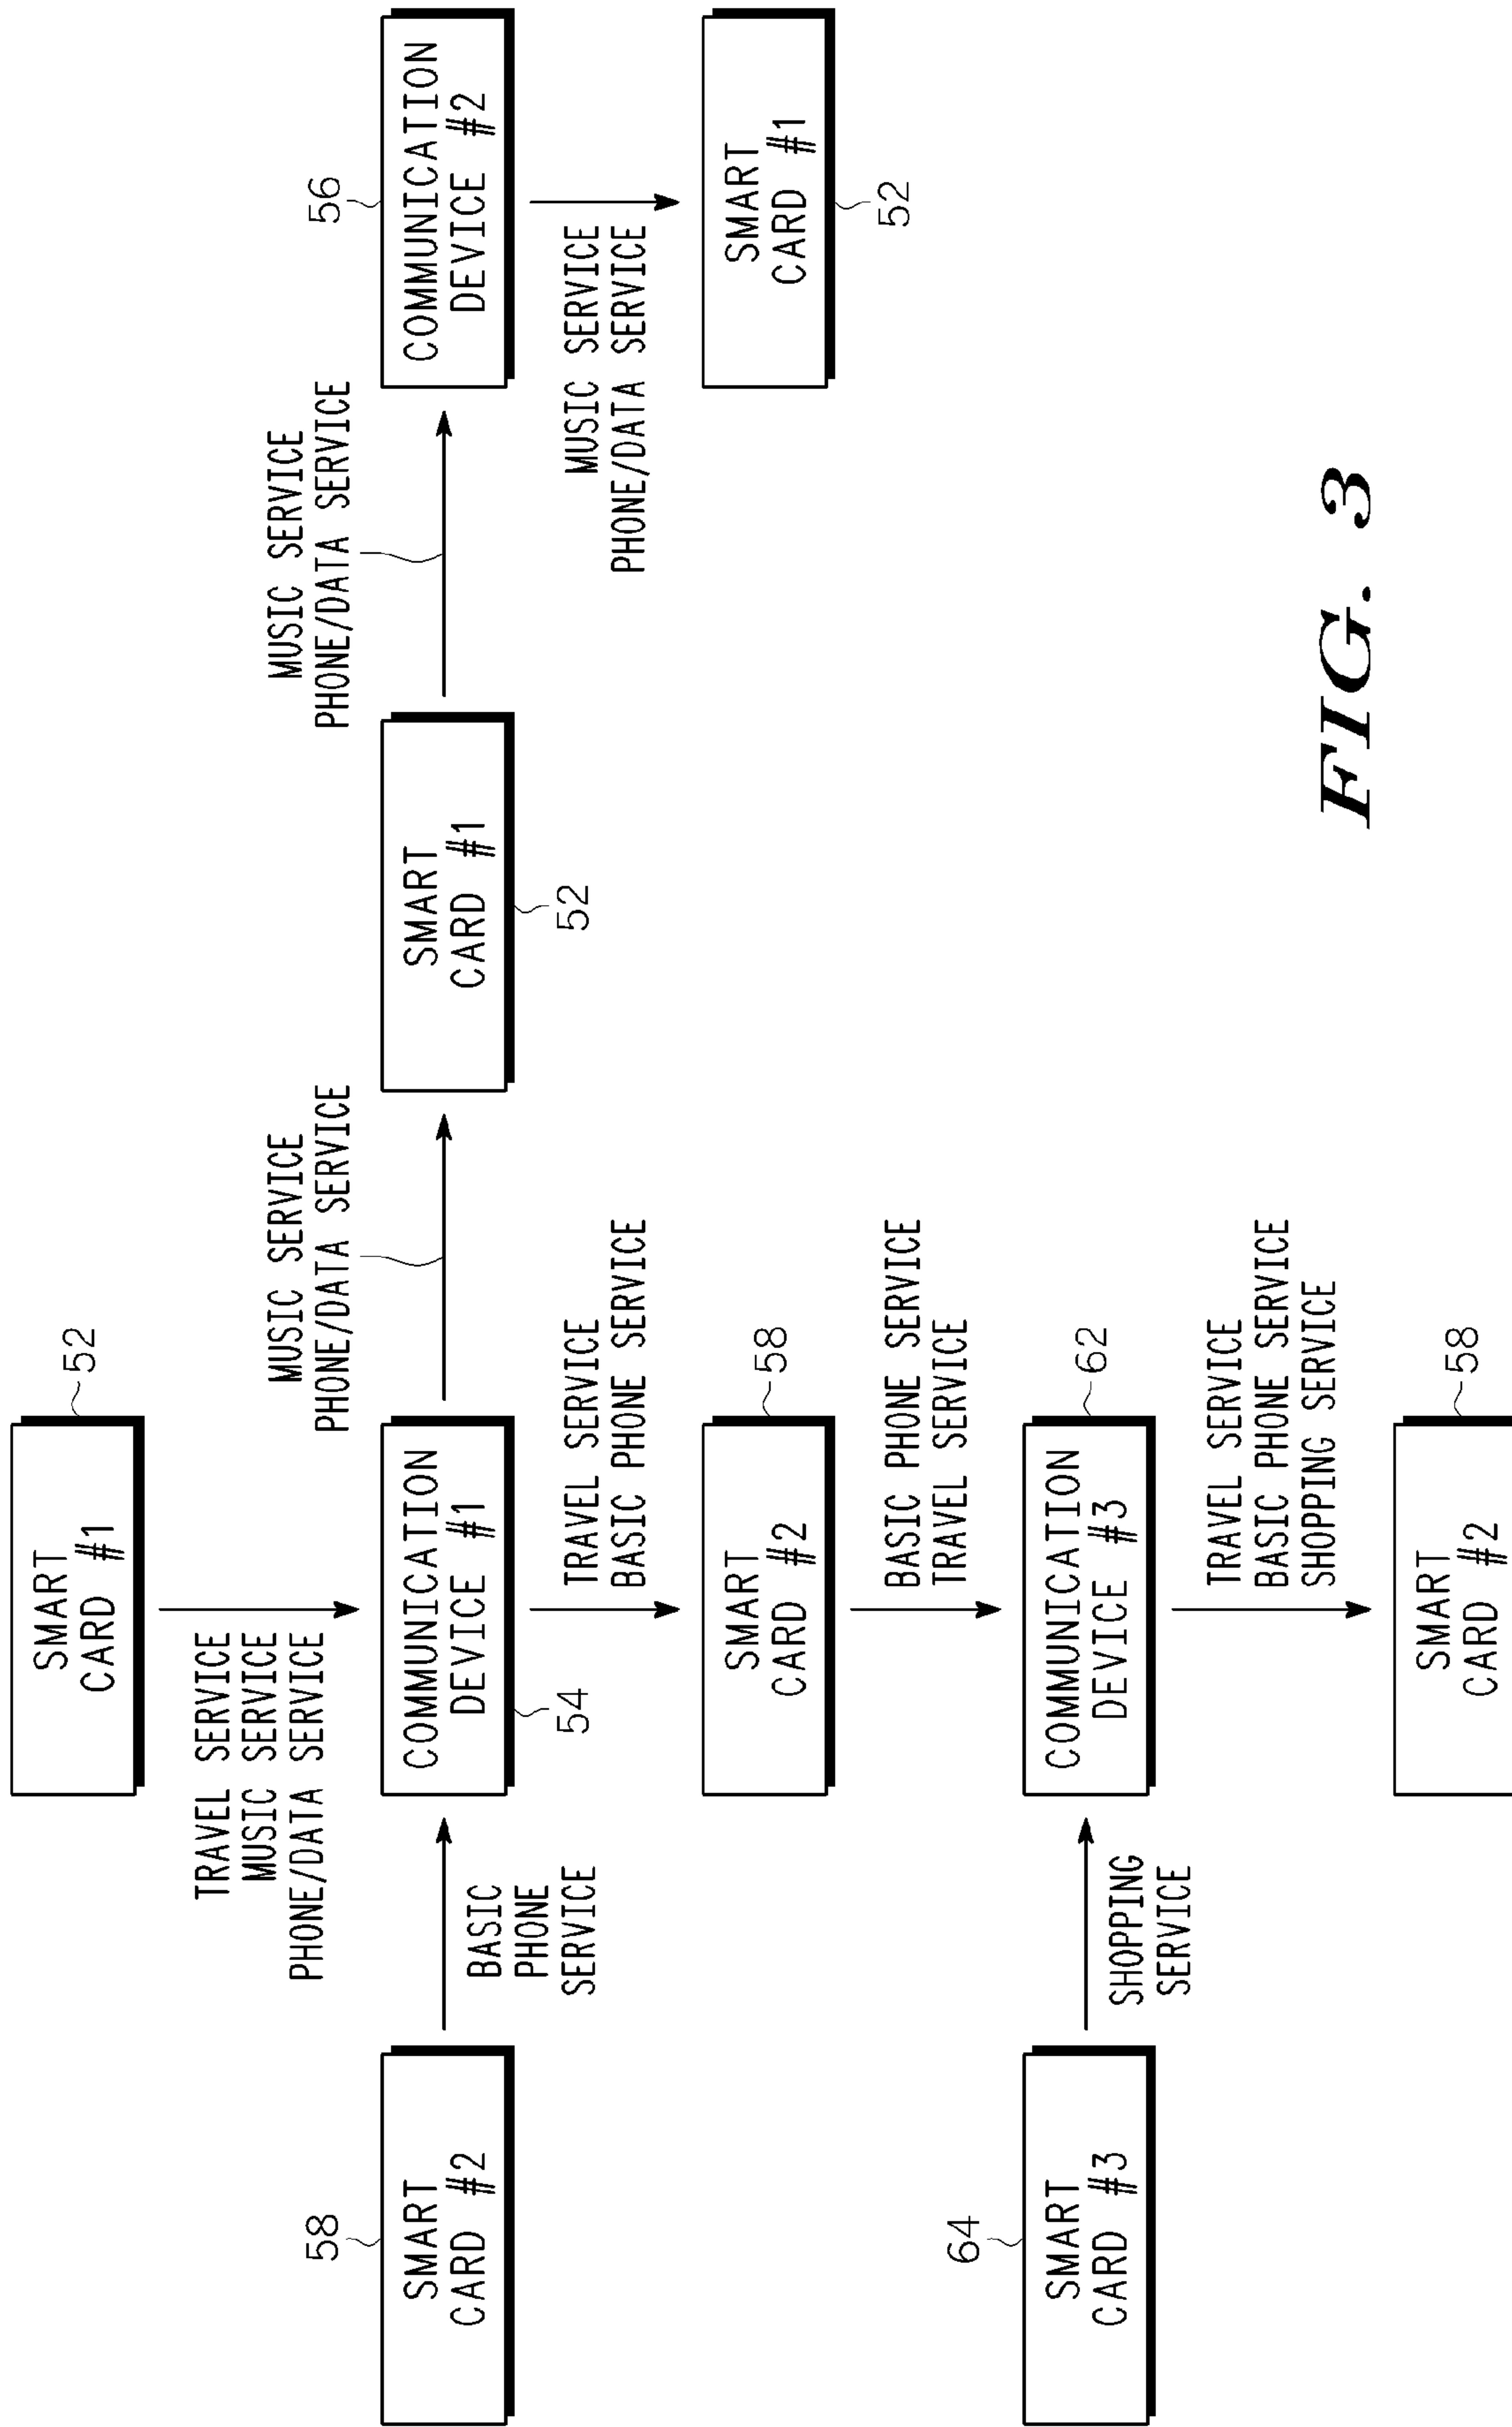 SMART
CARD #1
52
TRAVEL SERVICE
MUSIC SERVICE
PHONE/DATA SERVICE
58
SMART
CARD #2
BASIC
PHONE
SERVICE
COMMUNICATION
DEVICE #1
54
MUSIC SERVICE
PHONE/DATA SERVICE
SMART
CARD #1
52
MUSIC SERVICE
PHONE/DATA SERVICE
56
COMMUNICATION
DEVICE #2
TRAVEL SERVICE
BASIC PHONE SERVICE
MUSIC SERVICE
PHONE/DATA SERVICE
SMART
CARD #2
58
SMART
CARD #1
52
BASIC PHONE SERVICE
TRAVEL SERVICE
64
SMART
CARD #3
SHOPPING
SERVICE
COMMUNICATION
DEVICE #3
62
TRAVEL SERVICE
BASIC PHONE SERVICE
SHOPPING SERVICE
SMART
CARD #2
58
FIG. 3